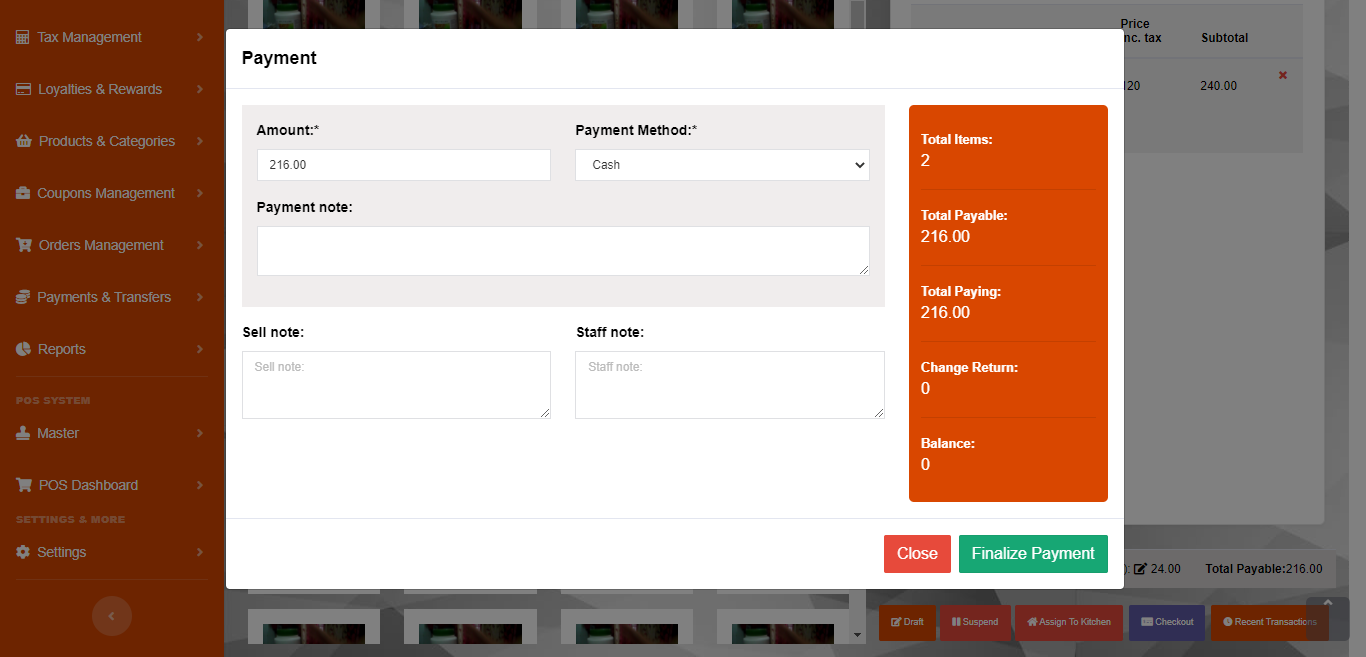 Tax Management
Loyalties & Rewards
Products & Categories
Coupons Management
Orders Management
Payments & Transfers
Reports
POS SYSTEM
Master
POS Dashboard
SETTINGS & MORE
Settings
Payment
Amount:*
Payment Method:*
216.00
Cash
Payment note:
Sell note:
Staff note:
Sell note:
Staff note:
Total Items:
2
Total Payable:
216.00
Total Paying:
216.00
Change Return:
0
Balance:
0
Close
Finalize Payment
Price
nc. tax
Subtotal
120
240.00
): 24.00
Total Payable:216.00
Draft
Suspend
Assign To Kitchen
Checkout
Recent Transactions